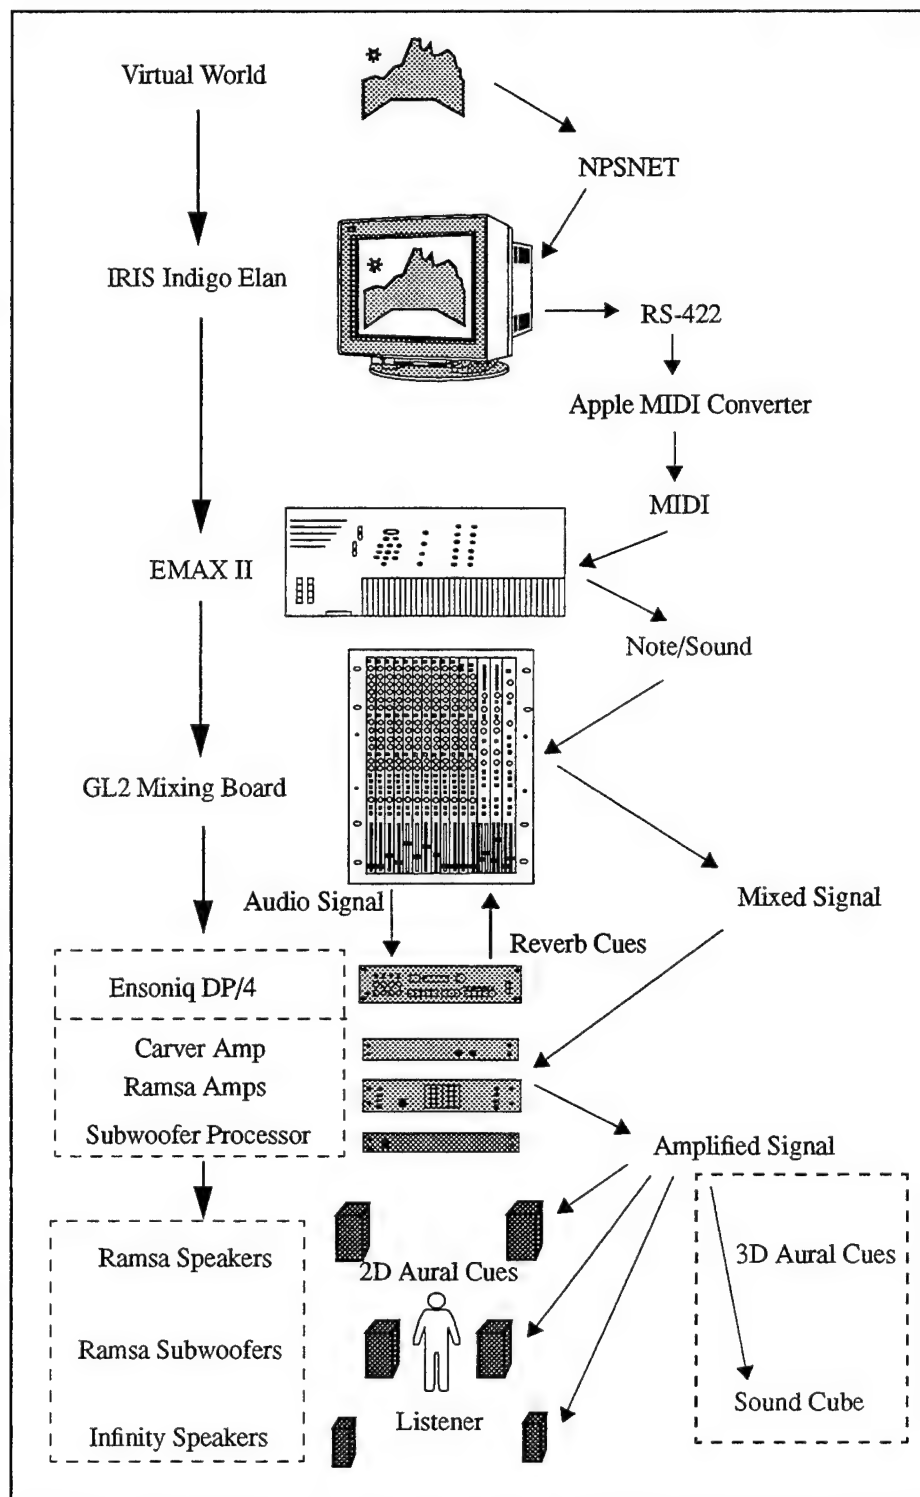 Virtual World
NPSNET
IRIS Indigo Elan
RS-422
Apple MIDI Converter
MIDI
EMAX II
Note/Sound
GL2 Mixing Board
Audio Signal
Mixed Signal
Reverb Cues
Ensoniq DP/4
Carver Amp
Ramsa Amps
Subwoofer Processor
Amplified Signal
Ramsa Speakers
2D Aural Cues
3D Aural Cues
Ramsa Subwoofers
Sound Cube
Listener
Infinity Speakers